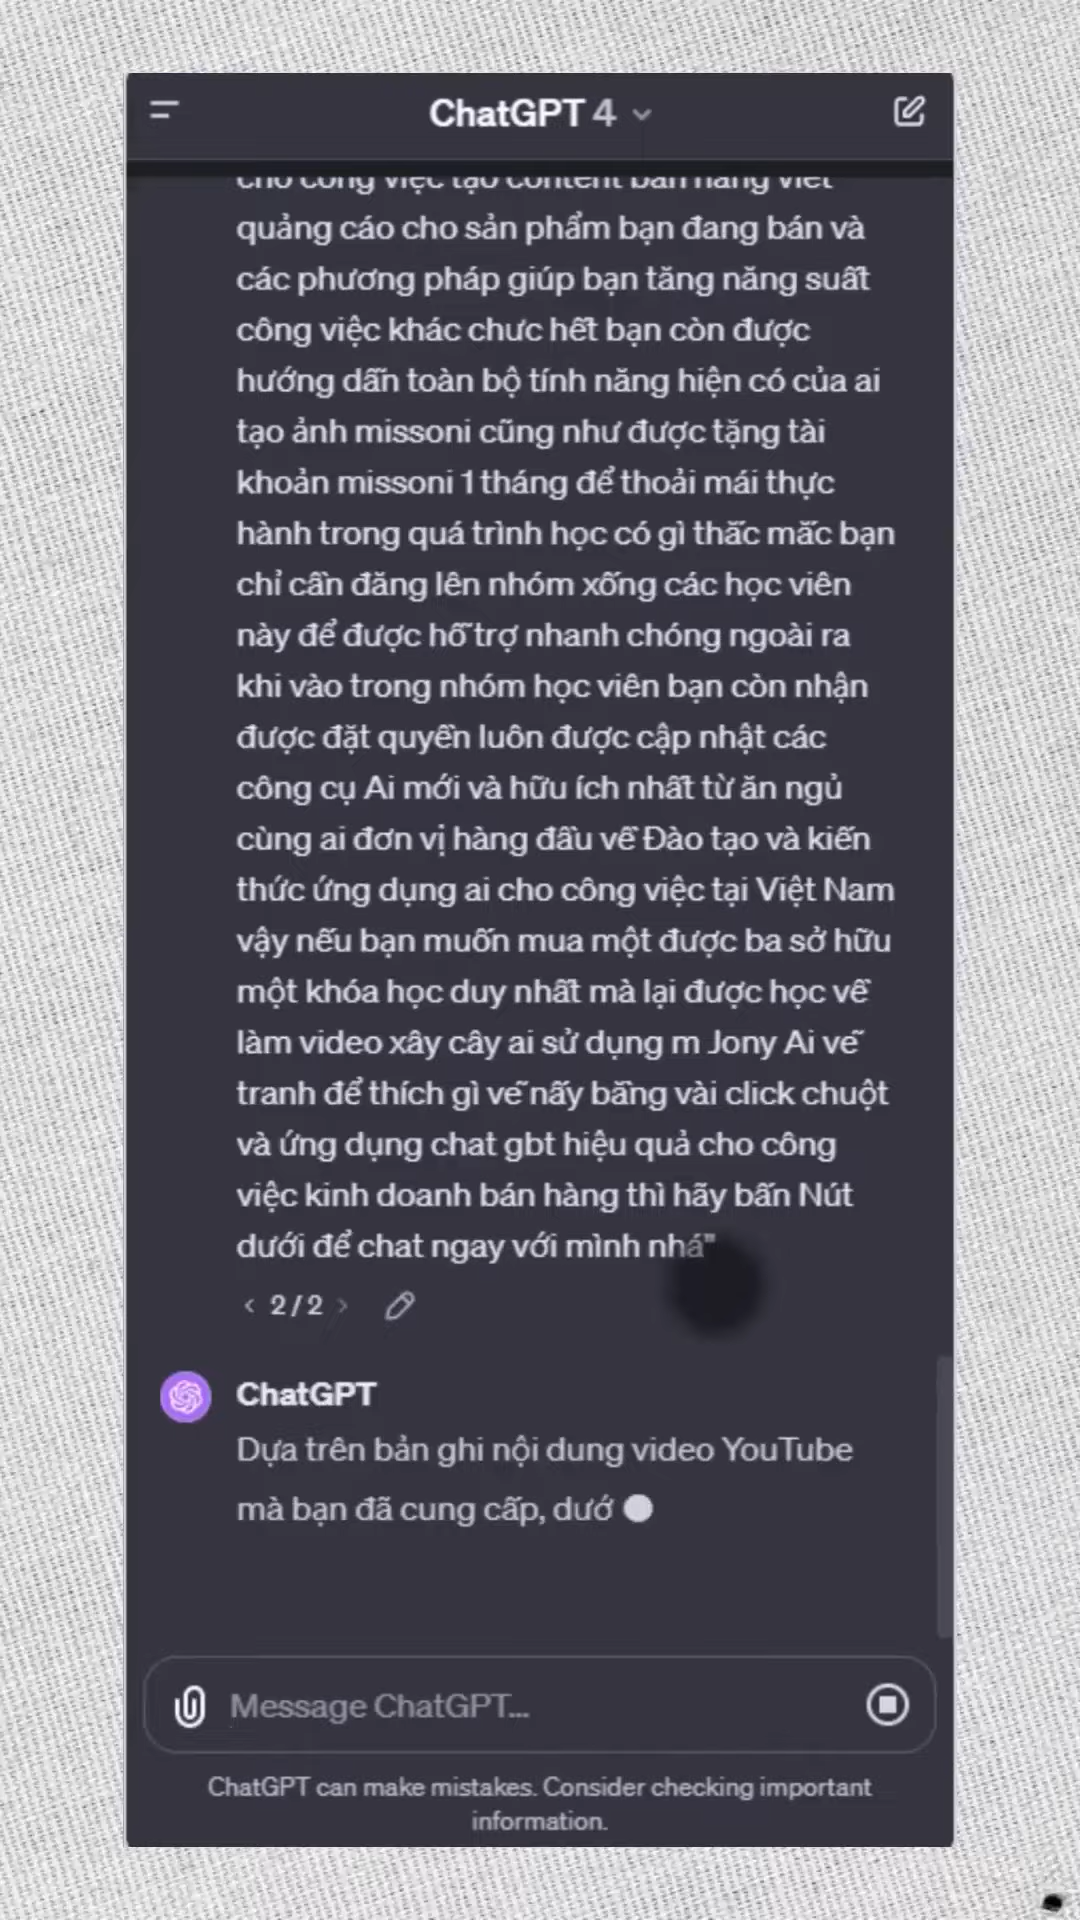 ChatGPT 4
cho công việc tạo content bán hàng viết
quảng cáo cho sản phẩm bạn đang bán và
các phương pháp giúp bạn tăng năng suất
công việc khác chưc hết bạn còn được
hướng dẫn toàn bộ tính năng hiện có của ai
tạo ảnh missoni cũng như được tặng tài
khoản missoni 1 tháng để thoải mái thực
hành trong quá trình học có gì thắc mắc bạn
chỉ cần đăng lên nhóm xống các học viên
này để được hỗ trợ nhanh chóng ngoài ra
khi vào trong nhóm học viên bạn còn nhận
được đặt quyền luôn được cập nhật các
công cụ Ai mới và hữu ích nhất từ ăn ngủ
cùng ai đơn vị hàng đầu về Đào tạo và kiến
thức ứng dụng ai cho công việc tại Việt Nam
vậy nếu bạn muốn mua một được ba sở hữu
một khóa học duy nhất mà lại được học về
làm video xây cây ai sử dụng m Jony Ai vẽ
tranh để thích gì vẽ nấy bằng vài click chuột
và ứng dụng chat gbt hiệu quả cho công
việc kinh doanh bán hàng thì hãy bấn Nút
dưới để chat ngay với mình nhá"
< 2 / 2 >
ChatGPT
Dựa trên bản ghi nội dung video YouTube
mà bạn đã cung cấp, dướ
Message ChatGPT...
ChatGPT can make mistakes. Consider checking important
information.